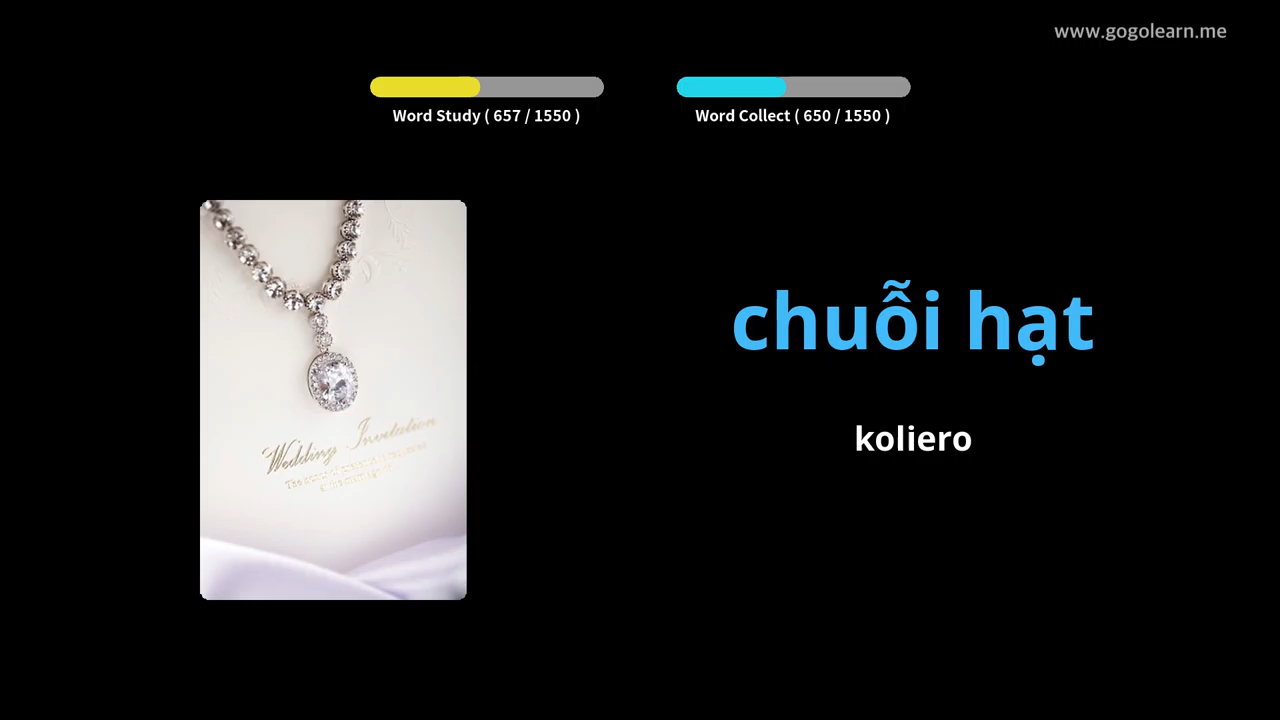 www.gogolearn.me
Word Study ( 657 / 1550 )
Word Collect ( 650 / 1550 )
chuỗi hạt
koliero
Wedding Invitation